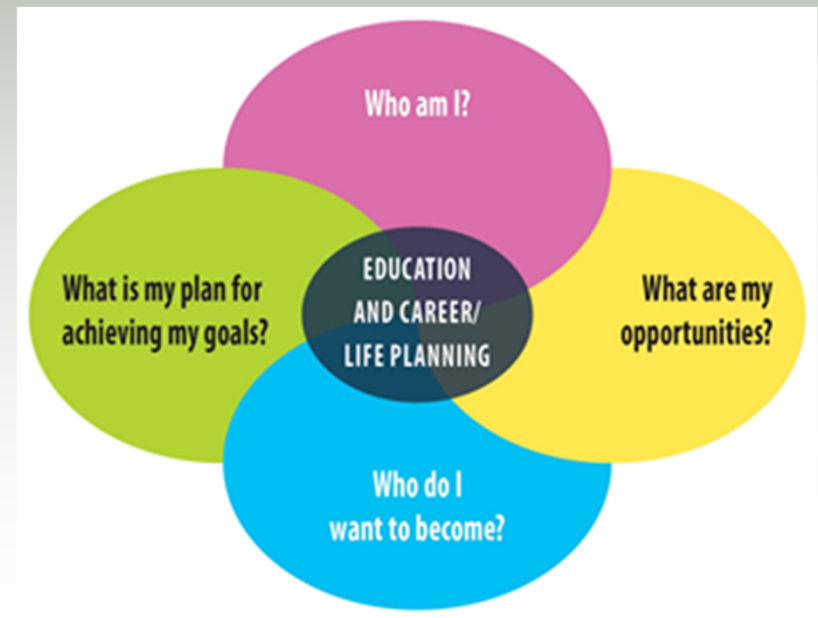 Who am I?
What is my plan for
achieving my goals?
EDUCATION
AND CAREER/
LIFE PLANNING
What are my
opportunities?
Who do I
want to become?